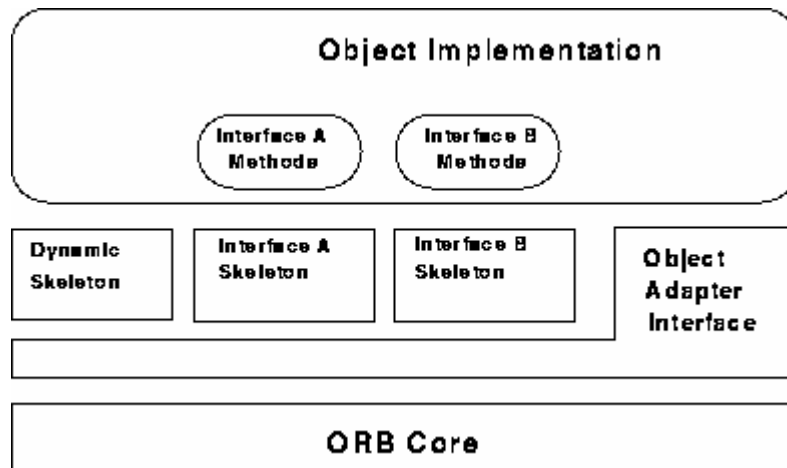 Object Implementation
Interface A
Methods
Interface B
Methods
Dynamic
Skeleton
Interface A
Skeleton
Interface B
Skeleton
Object
Adapter
Interface
ORB Core